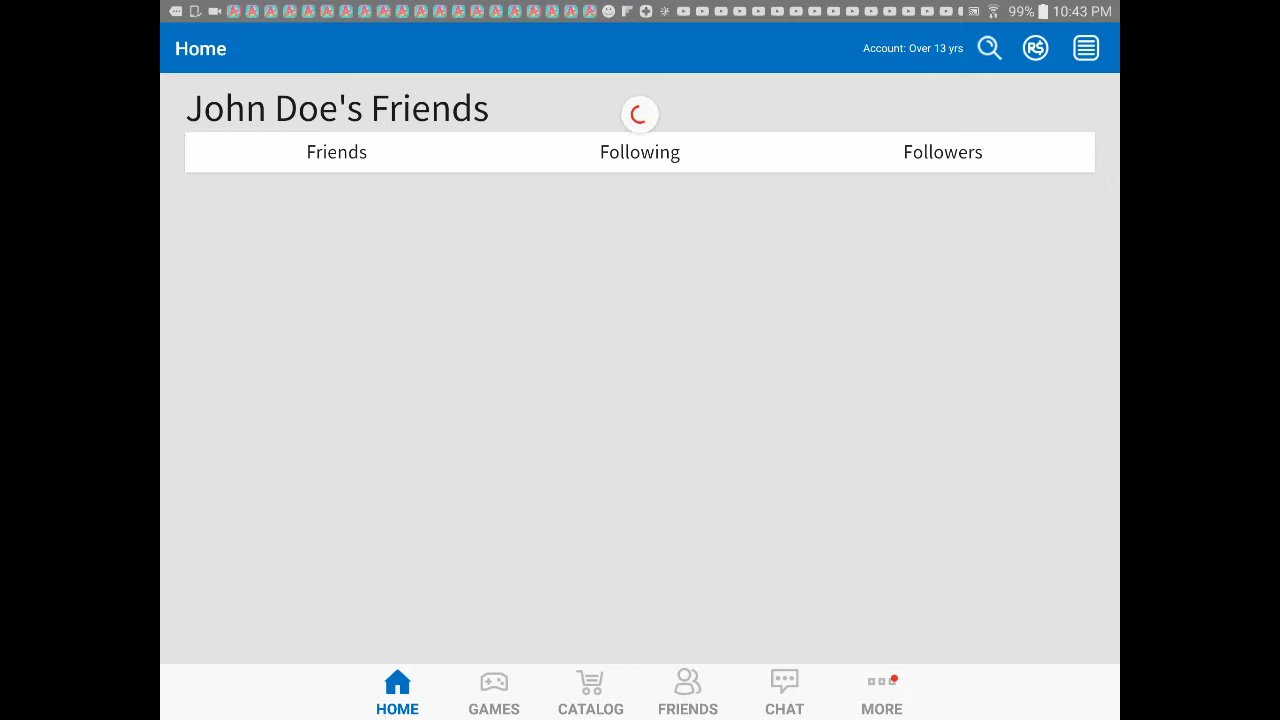 99% 10:43 PM
Home Account: Over 13 yrs R$
John Doe's Friends
Friends Following Followers
HOME GAMES CATALOG FRIENDS CHAT MORE